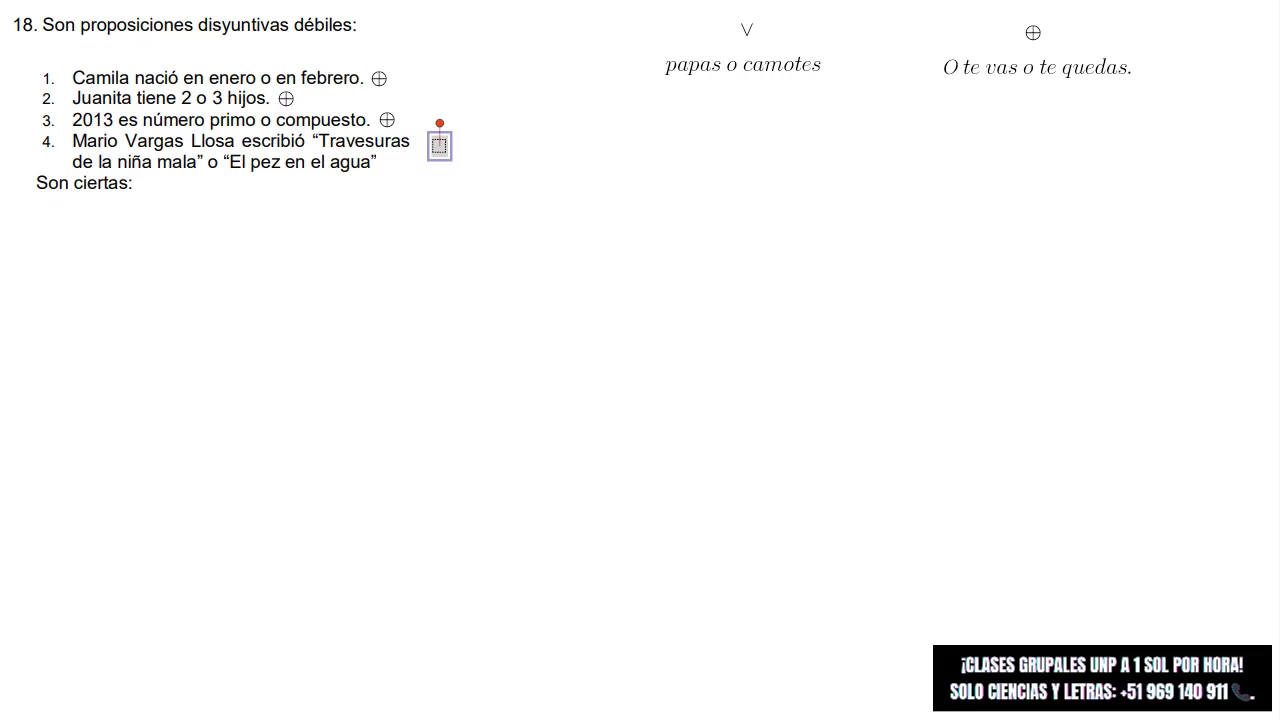 18. Son proposiciones disyuntivas débiles:
∨
⊕
papas o camotes
O te vas o te quedas.
1. Camila nació en enero o en febrero. ⊕
2. Juanita tiene 2 o 3 hijos. ⊕
3. 2013 es número primo o compuesto. ⊕
4. Mario Vargas Llosa escribió “Travesuras
de la niña mala” o “El pez en el agua”
Son ciertas:
¡CLASES GRUPALES UNP A 1 SOL POR HORA!
SOLO CIENCIAS Y LETRAS: +51 969 140 911 📞.